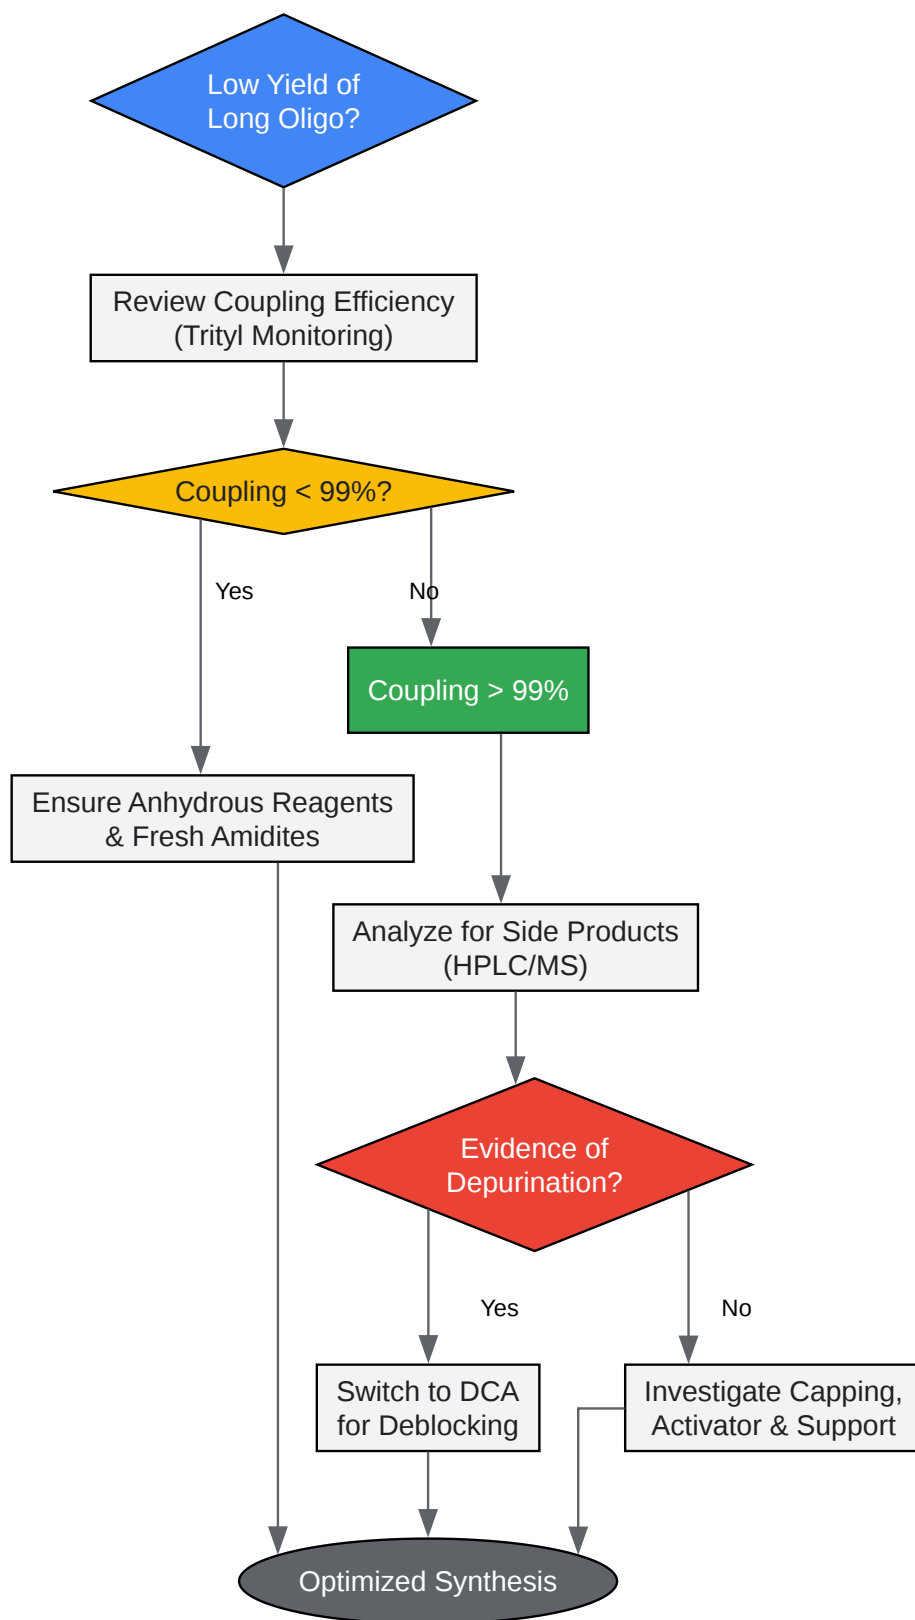 Low Yield of
Long Oligo?
Review Coupling Efficiency
(Trityl Monitoring)
Coupling < 99%?
Yes
No
Coupling > 99%
Ensure Anhydrous Reagents
& Fresh Amidites
Analyze for Side Products
(HPLC/MS)
Evidence of
Depurination?
Yes
No
Switch to DCA
for Deblocking
Investigate Capping,
Activator & Support
Optimized Synthesis